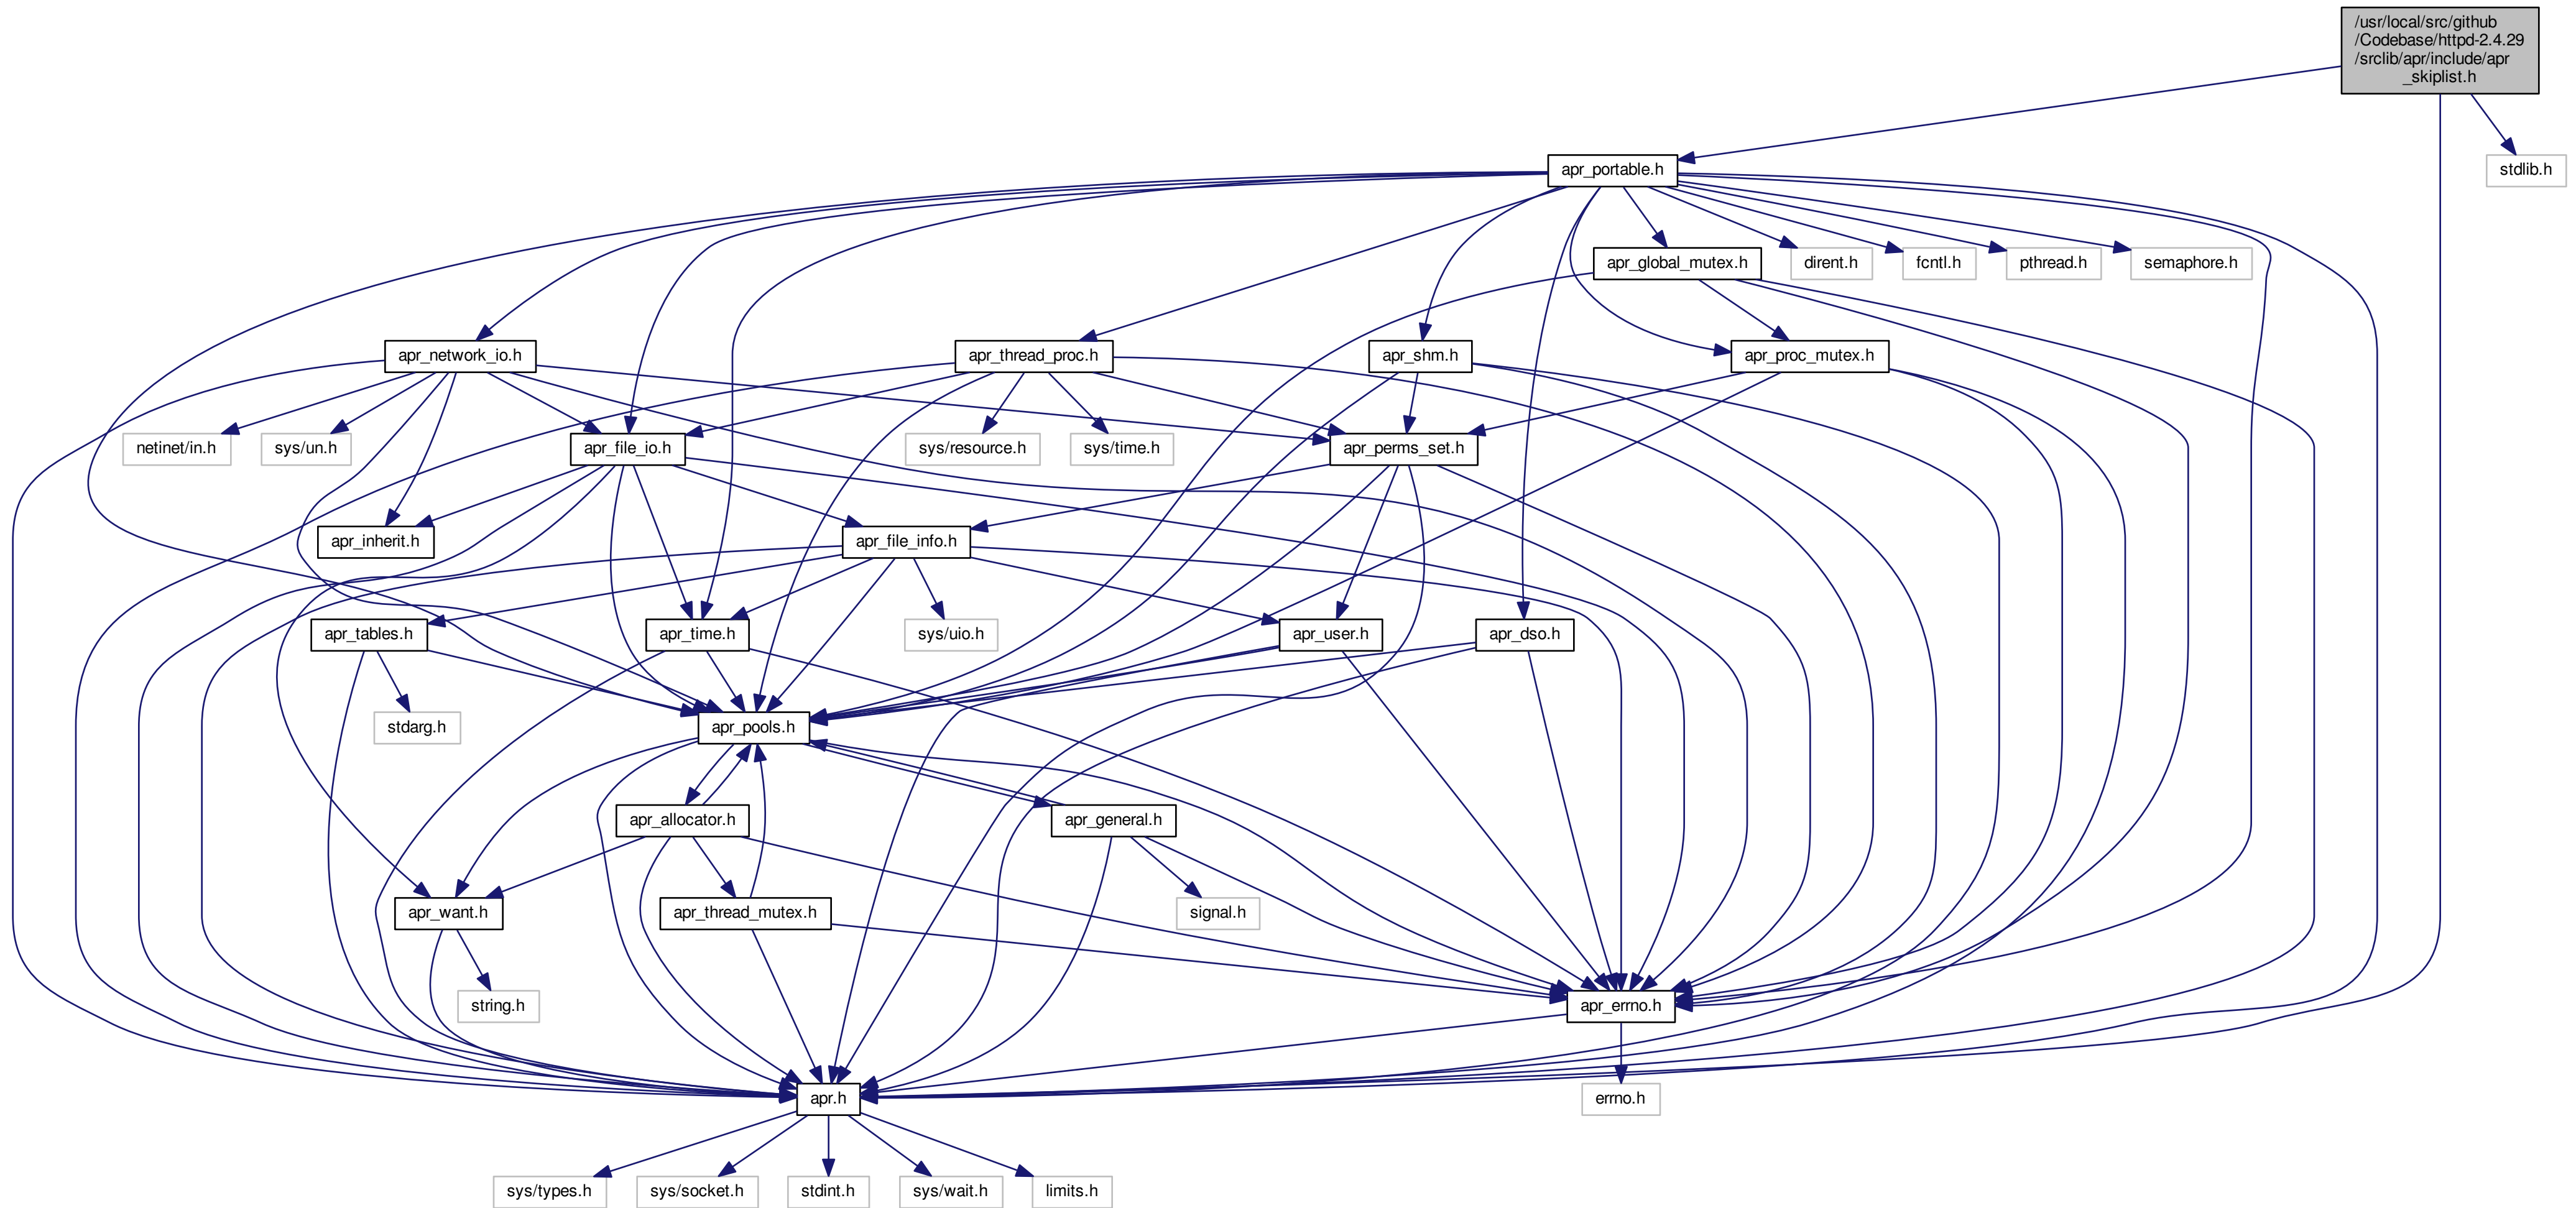 /usr/local/src/github
/Codebase/httpd-2.4.29
/srclib/apr/include/apr
_skiplist.h
apr_portable.h
stdlib.h
apr_global_mutex.h
dirent.h
fcntl.h
pthread.h
semaphore.h
apr_network_io.h
apr_thread_proc.h
apr_shm.h
apr_proc_mutex.h
netinet/in.h
sys/un.h
apr_file_io.h
sys/resource.h
sys/time.h
apr_perms_set.h
apr_inherit.h
apr_file_info.h
apr_tables.h
apr_time.h
sys/uio.h
apr_user.h
apr_dso.h
stdarg.h
apr_pools.h
apr_allocator.h
apr_general.h
apr_want.h
apr_thread_mutex.h
signal.h
string.h
apr_errno.h
apr.h
errno.h
sys/types.h
sys/socket.h
stdint.h
sys/wait.h
limits.h